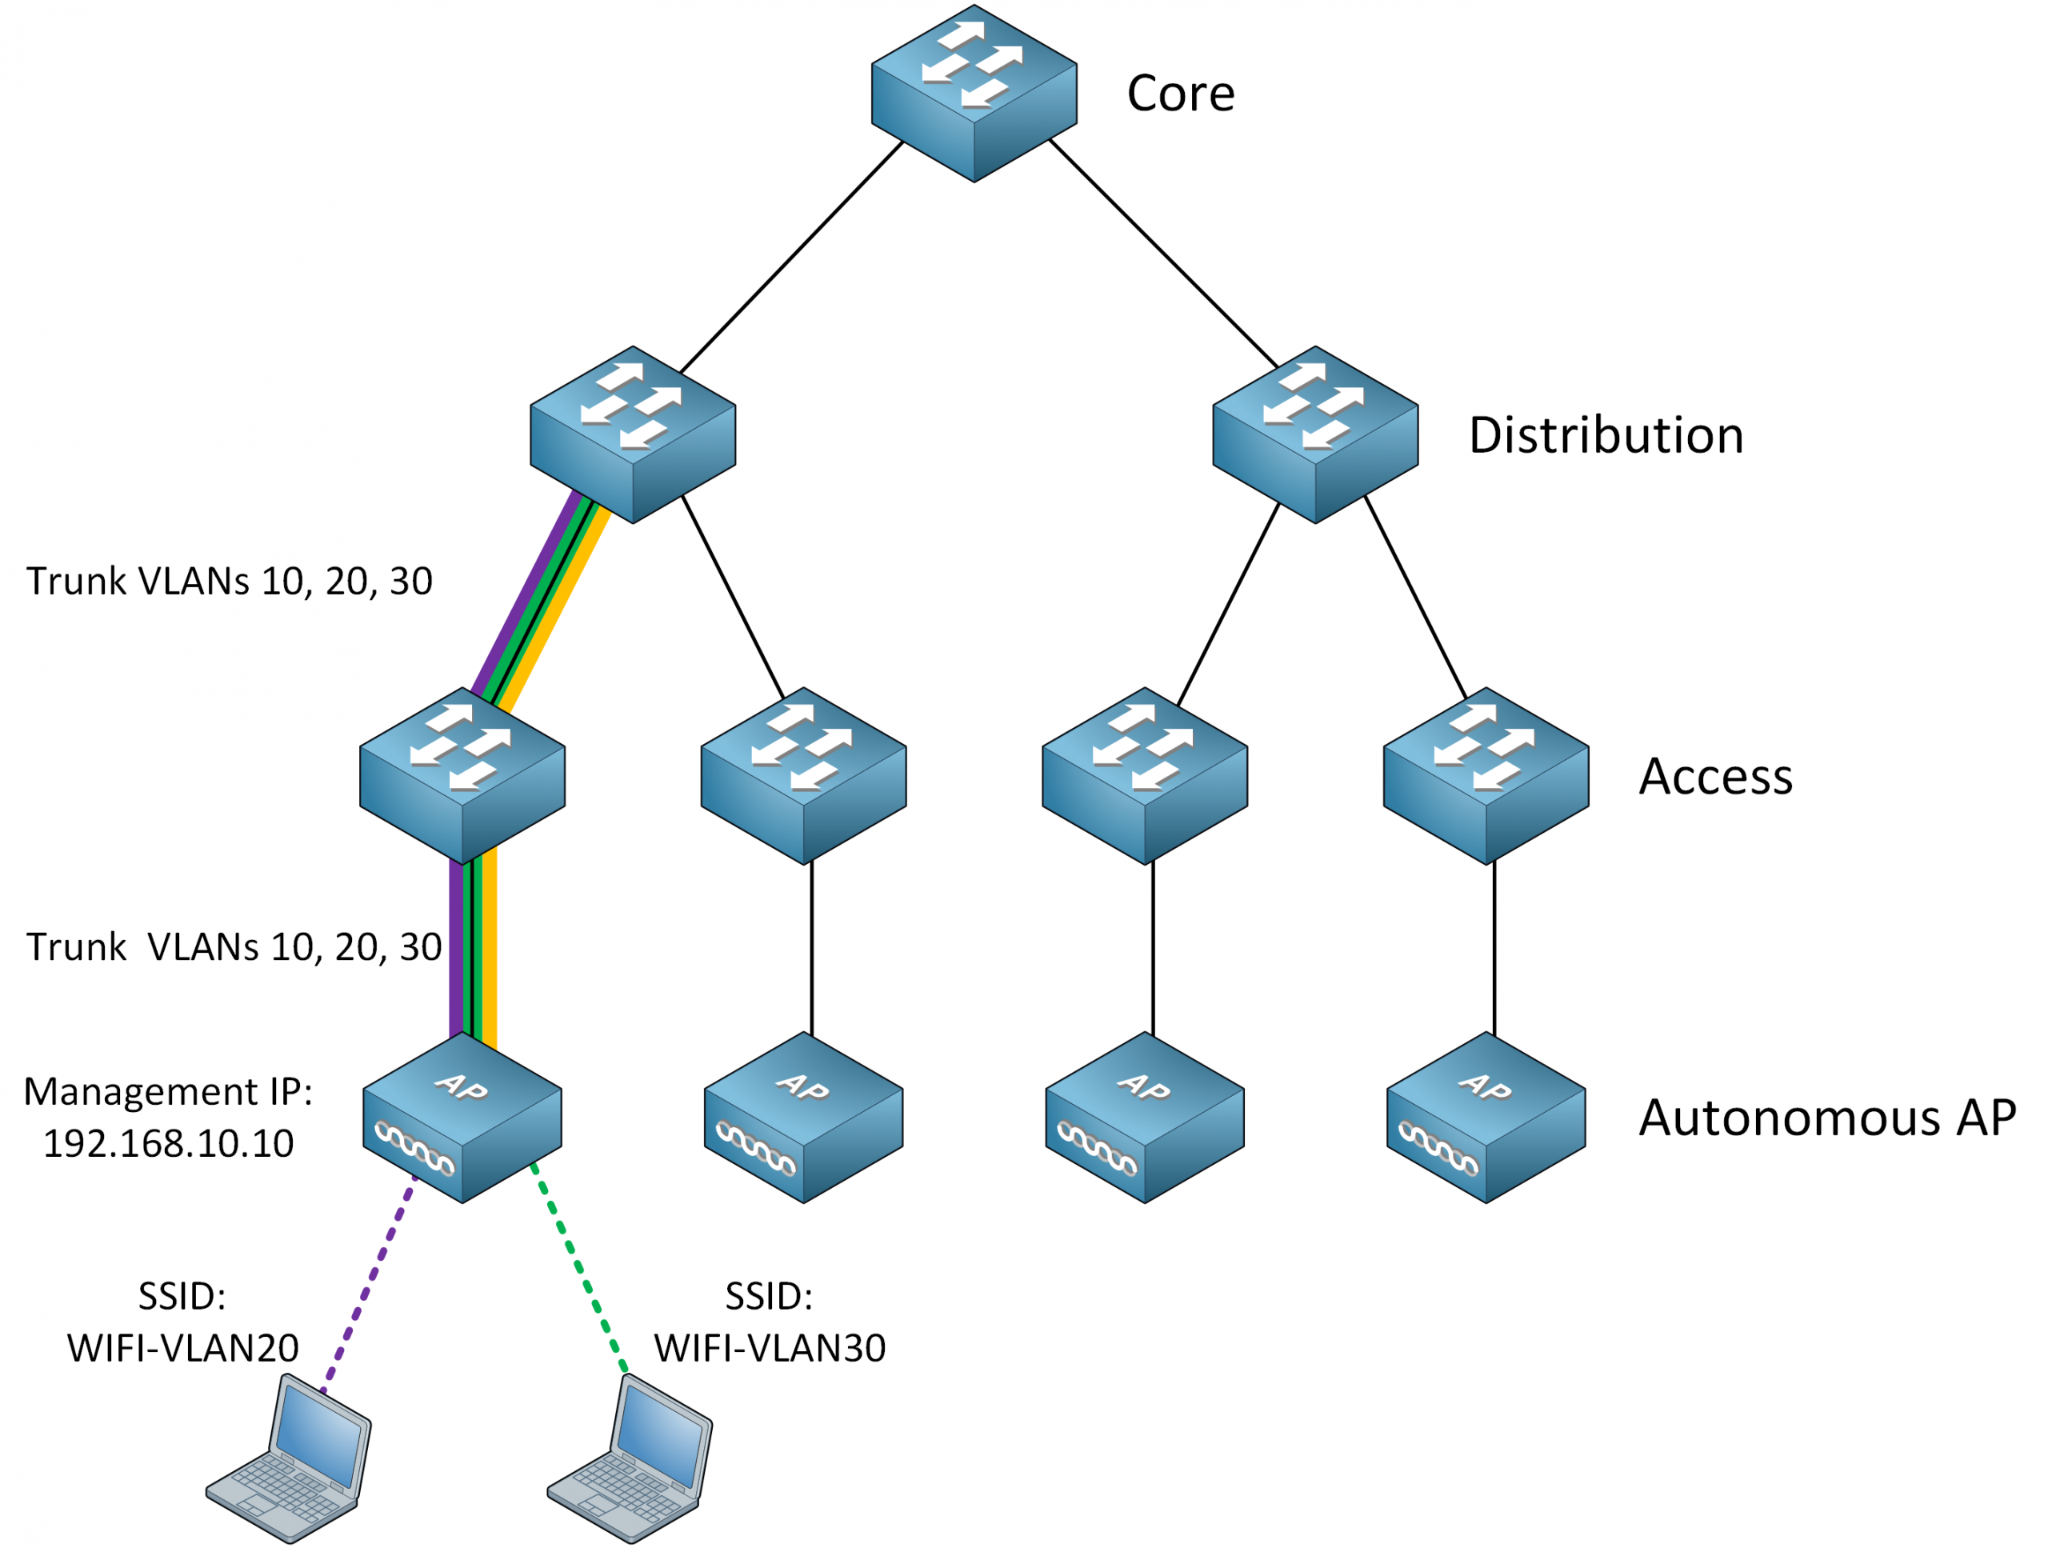 Core
Distribution
Trunk VLANs 10, 20, 30
Access
Trunk  VLANs 10, 20, 30
AP
AP
AP
AP
Management IP:
192.168.10.10
Autonomous AP
SSID:
WIFI-VLAN20
SSID:
WIFI-VLAN30